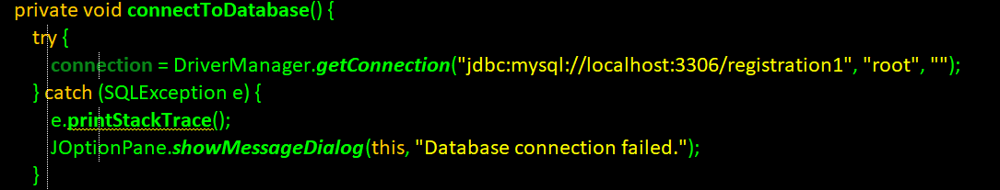 private void connectToDatabase() {
try {
connection = DriverManager.getConnection("jdbc:mysql://localhost:3306/registration1", "root", "");
} catch (SQLException e) {
e.printStackTrace();
JOptionPane.showMessageDialog(this, "Database connection failed.");
}